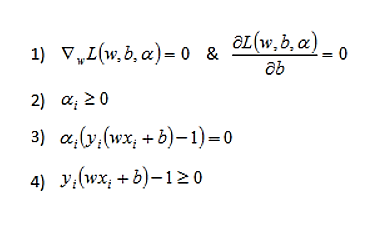 1) ∇_w L(w, b, α) = 0 & ∂L(w, b, α)/∂b = 0
2) α_i ≥ 0
3) α_i(y_i(wx_i + b) − 1) = 0
4) y_i(wx_i + b) − 1 ≥ 0